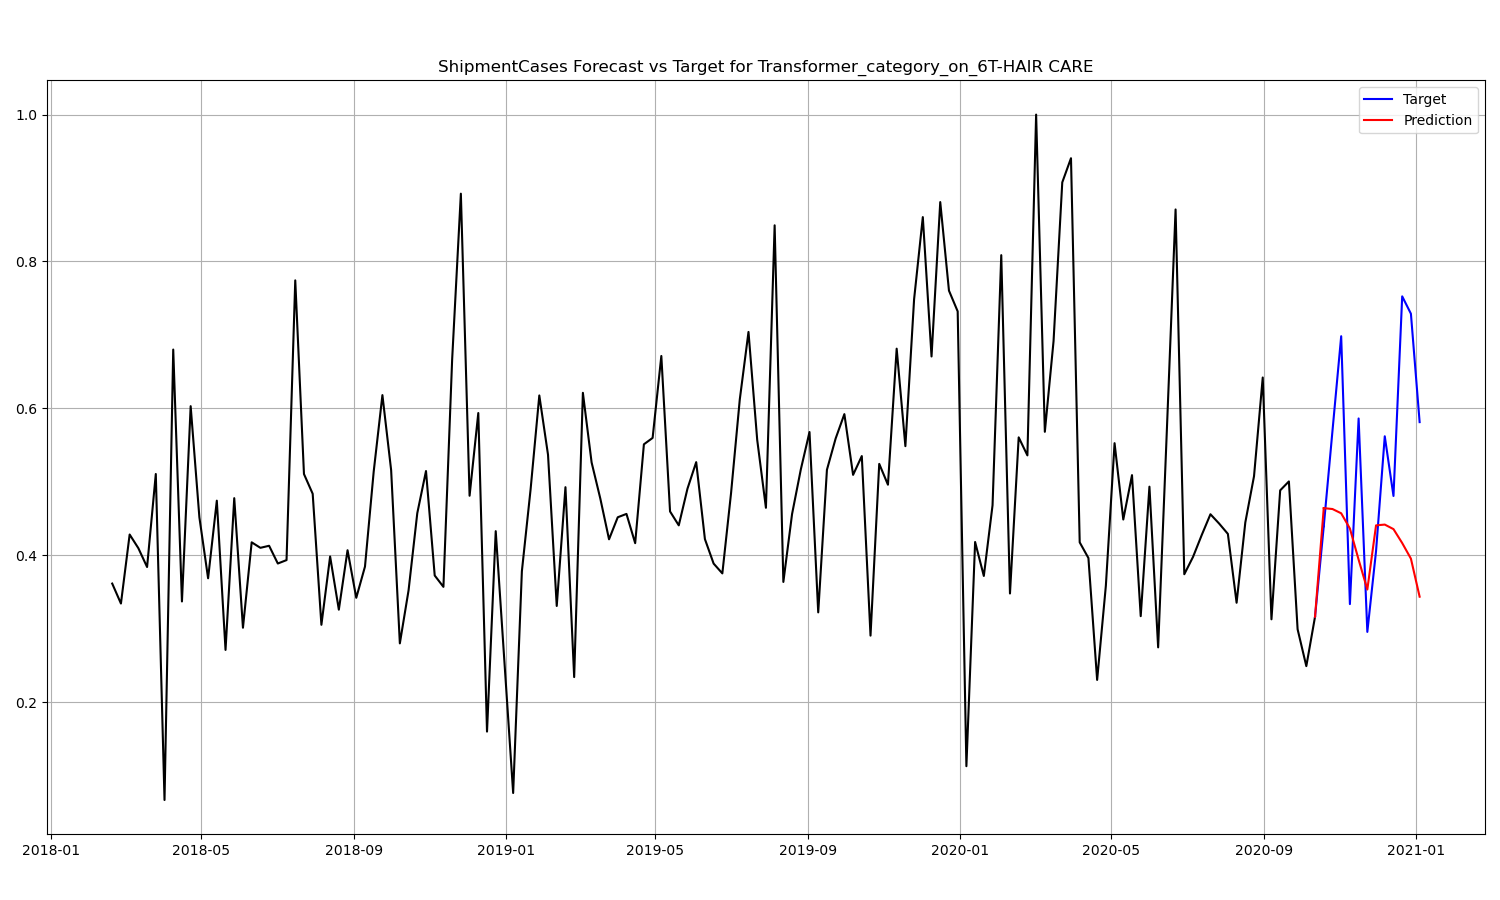 ShipmentCases Forecast vs Target for Transformer_category_on_6T-HAIR CARE
Target
Prediction
1.0
0.8
0.6
0.4
0.2
2018-01 2018-05 2018-09 2019-01 2019-05 2019-09 2020-01 2020-05 2020-09 2021-01